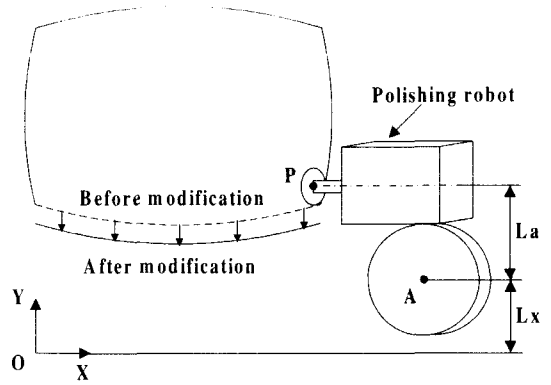 Polishing robot
P
Before modification
After modification
La
A
Lx
Y
O
X